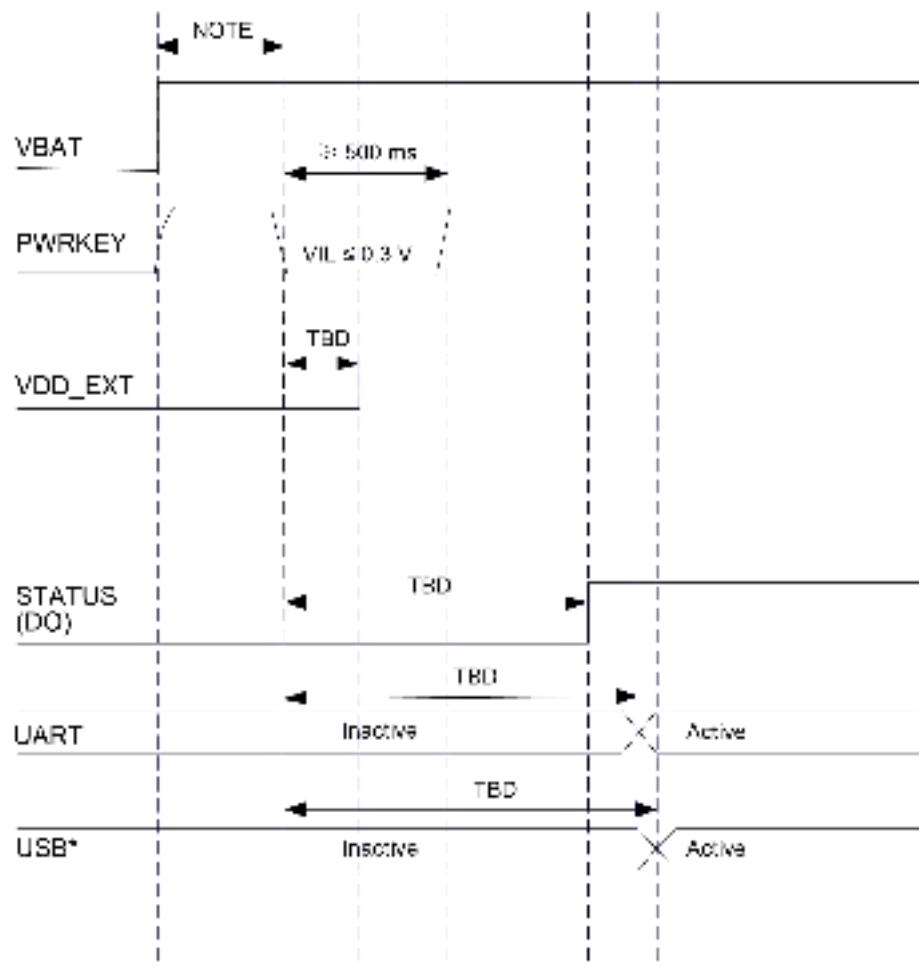 NOTE
VBAT
≥ 500 ms
PWRKEY
VIL ≤ 0.3 V
TBD
VDD_EXT
TBD
STATUS
(DO)
TBD
UART
Inactive
Active
TBD
USB*
Inactive
Active